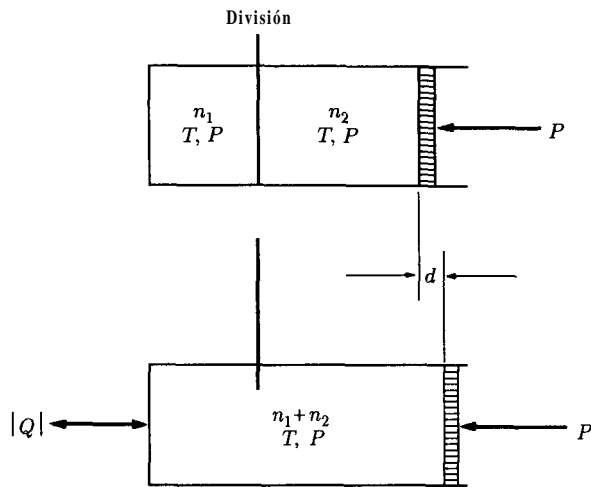 División
n₁ n₂
T, P T, P
P
d
n₁+n₂
T, P
|Q|
P